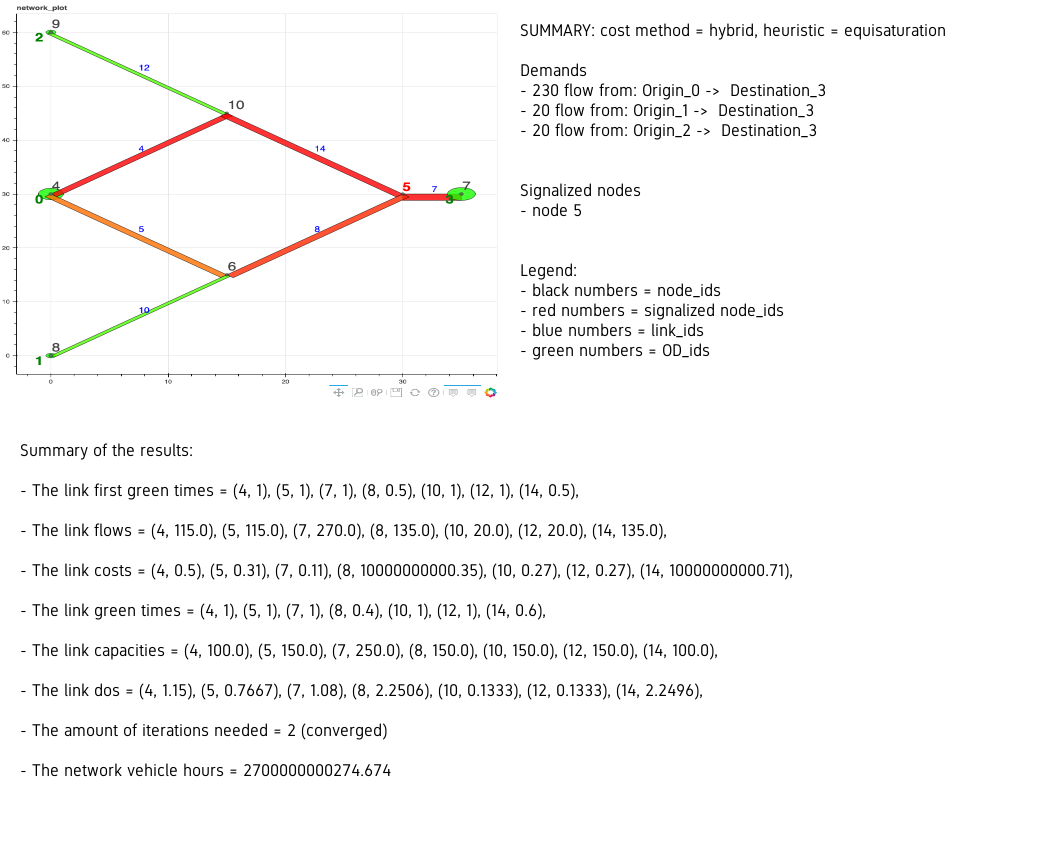 network_plot
60
50
40
30
20
10
0
0
10
20
30
9
2
12
10
4
14
4
0
5
7
7
3
5
8
6
10
8
1
SUMMARY: cost method = hybrid, heuristic = equisaturation
Demands
- 230 flow from: Origin_0 -> Destination_3
- 20 flow from: Origin_1 -> Destination_3
- 20 flow from: Origin_2 -> Destination_3
Signalized nodes
- node 5
Legend:
- black numbers = node_ids
- red numbers = signalized node_ids
- blue numbers = link_ids
- green numbers = OD_ids
Summary of the results:
- The link first green times = (4, 1), (5, 1), (7, 1), (8, 0.5), (10, 1), (12, 1), (14, 0.5),
- The link flows = (4, 115.0), (5, 115.0), (7, 270.0), (8, 135.0), (10, 20.0), (12, 20.0), (14, 135.0),
- The link costs = (4, 0.5), (5, 0.31), (7, 0.11), (8, 10000000000.35), (10, 0.27), (12, 0.27), (14, 10000000000.71),
- The link green times = (4, 1), (5, 1), (7, 1), (8, 0.4), (10, 1), (12, 1), (14, 0.6),
- The link capacities = (4, 100.0), (5, 150.0), (7, 250.0), (8, 150.0), (10, 150.0), (12, 150.0), (14, 100.0),
- The link dos = (4, 1.15), (5, 0.7667), (7, 1.08), (8, 2.2506), (10, 0.1333), (12, 0.1333), (14, 2.2496),
- The amount of iterations needed = 2 (converged)
- The network vehicle hours = 2700000000274.674